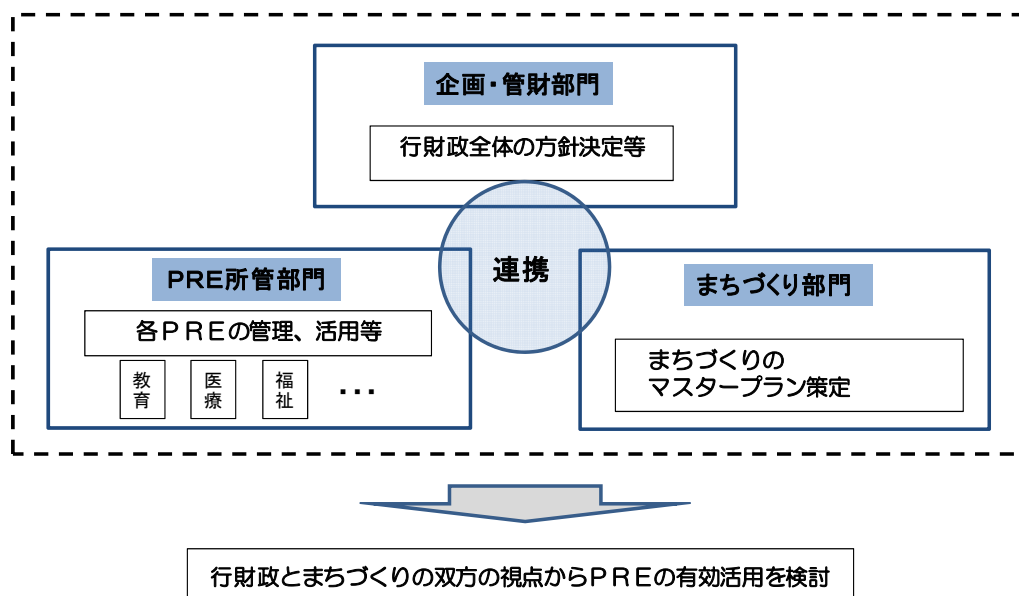 企画・管財部門
行財政全体の方針決定等
連携
PRE所管部門
各PREの管理、活用等
教育
医療
福祉
・・・
まちづくり部門
まちづくりの
マスタープラン策定
行財政とまちづくりの双方の視点からPREの有効活用を検討